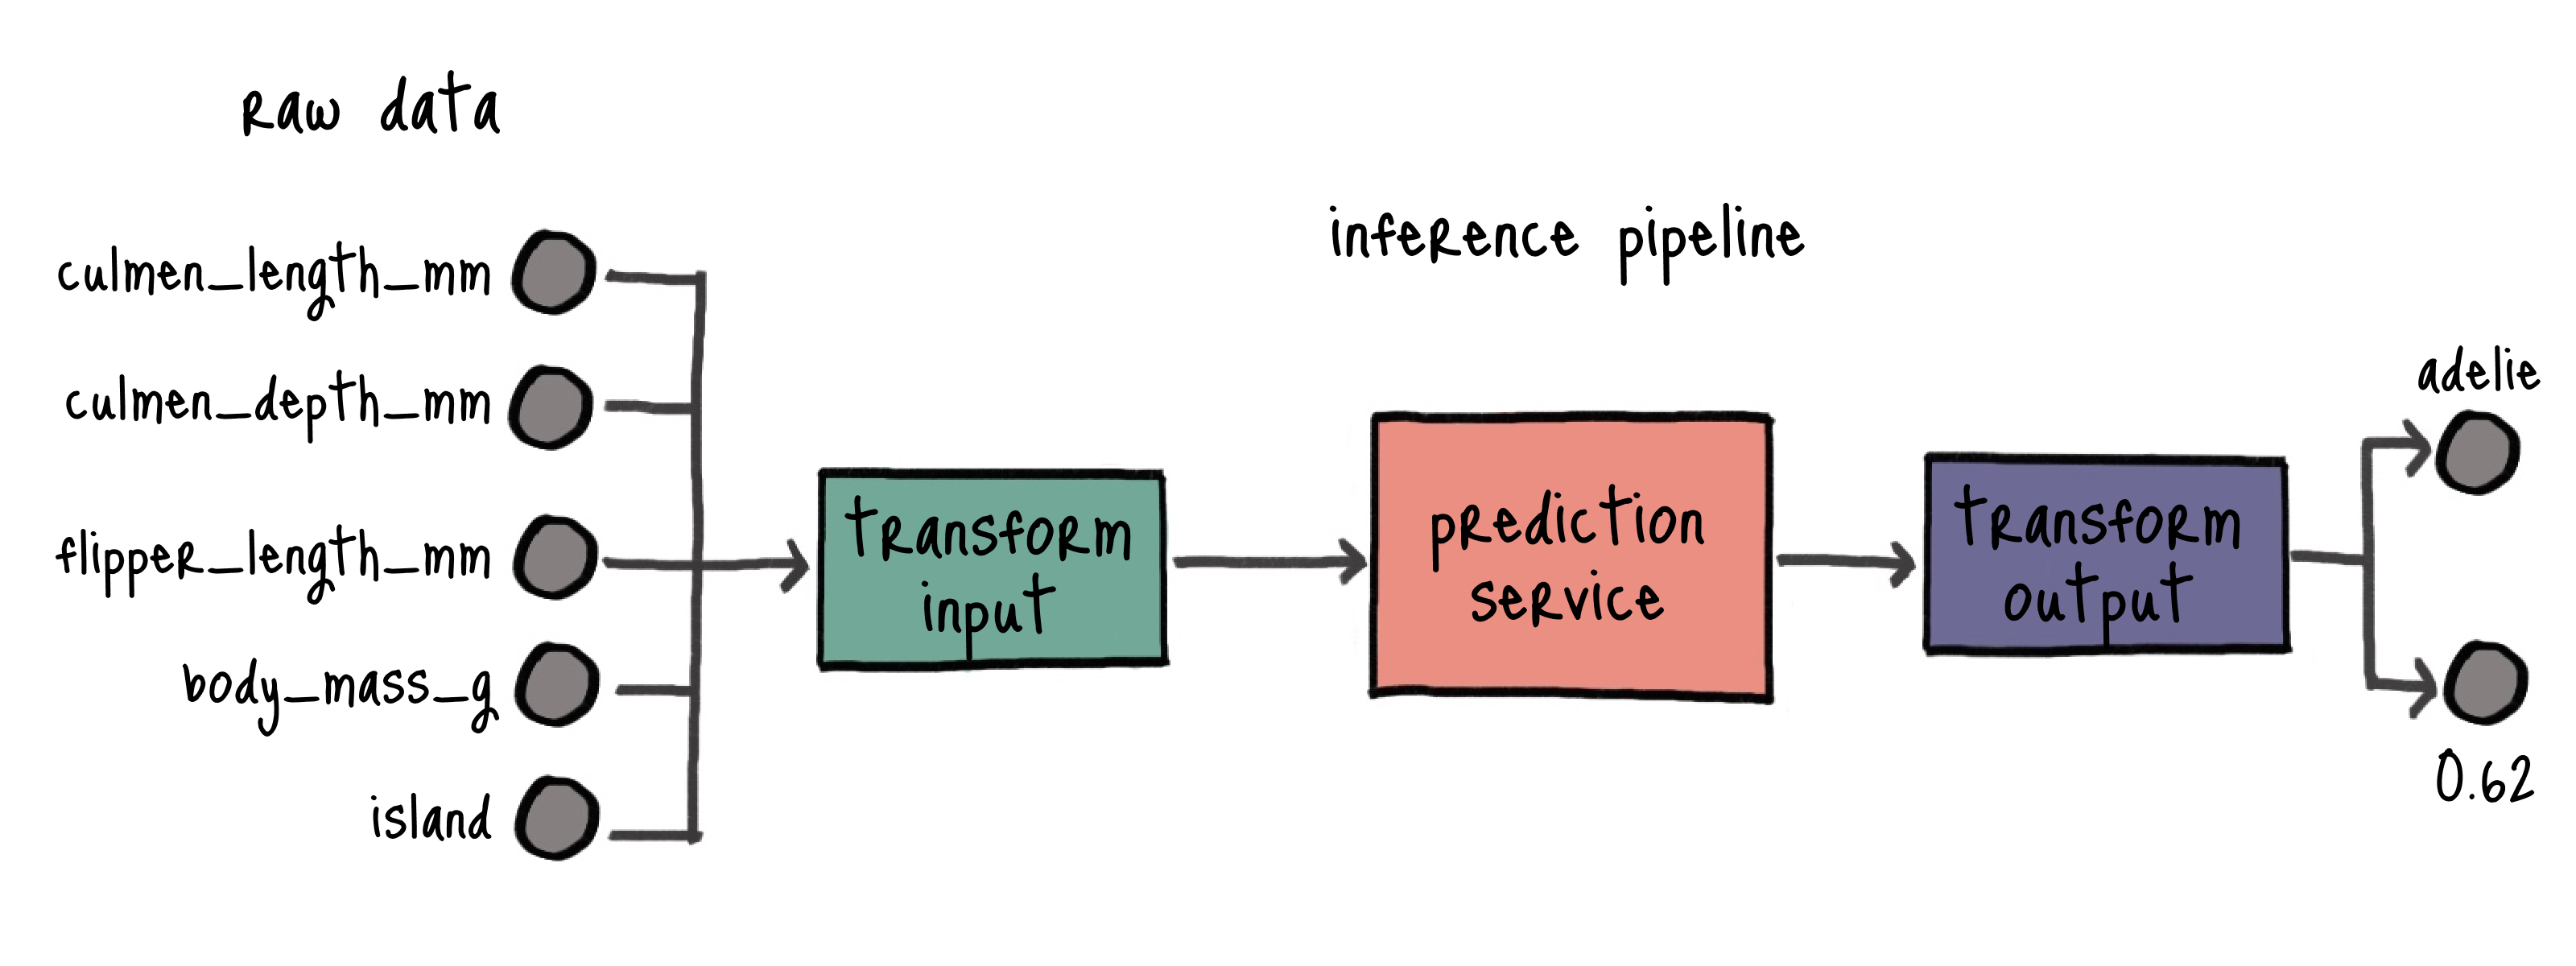 raw data
inference pipeline
culmen_length_mm
culmen_depth_mm
flipper_length_mm
body_mass_g
island
transform
input
prediction
service
transform
output
adelie
0.62